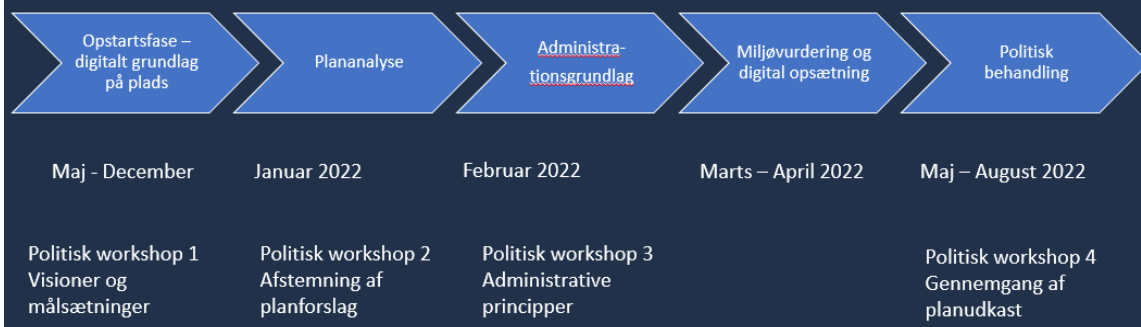 Opstartsfase –
digitalt grundlag
på plads
Plananalyse
Administra-
tionsgrundlag
Miljøvurdering og
digital opsætning
Politisk
behandling
Maj - December
Januar 2022
Februar 2022
Marts – April 2022
Maj – August 2022
Politisk workshop 1
Visioner og
målsætninger
Politisk workshop 2
Afstemning af
planforslag
Politisk workshop 3
Administrative
principper
Politisk workshop 4
Gennemgang af
planudkast